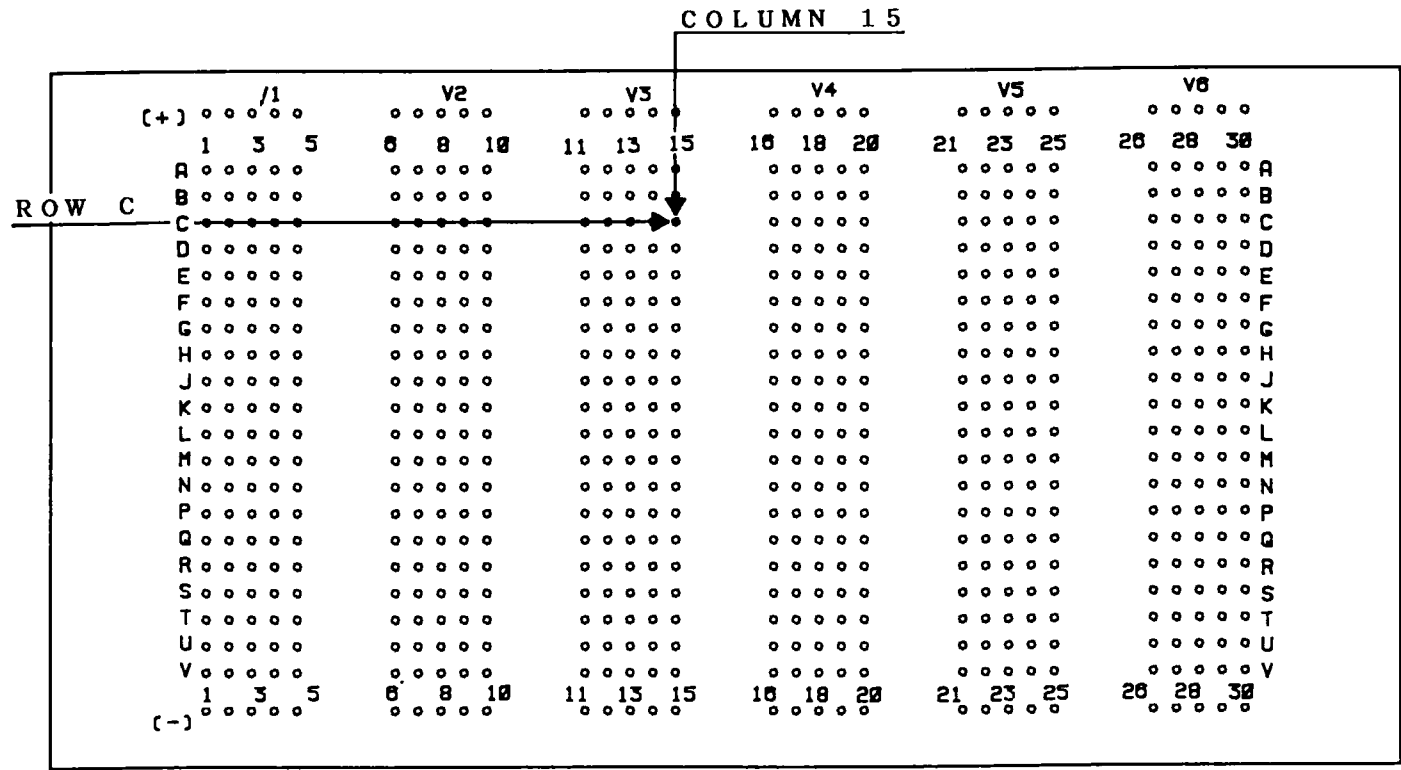 COLUMN 15
/1 V2 V3 V4 V5 V6
(+)
1 3 5 6 8 10 11 13 15 16 18 20 21 23 25 26 28 30
A A
B B
ROW C C C
D D
E E
F F
G G
H H
J J
K K
L L
M M
N N
P P
Q Q
R R
S S
T T
U U
V V
1 3 5 6 8 10 11 13 15 16 18 20 21 23 25 26 28 30
(-)